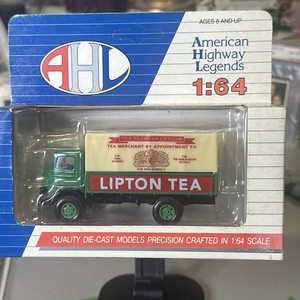 AGES 8 AND UP
AHL
American
Highway
Legends
1:64
TEA MERCHANT BY APPOINTMENT TO
LIPTON TEA
QUALITY DIE-CAST MODELS PRECISION CRAFTED IN 1:64 SCALE